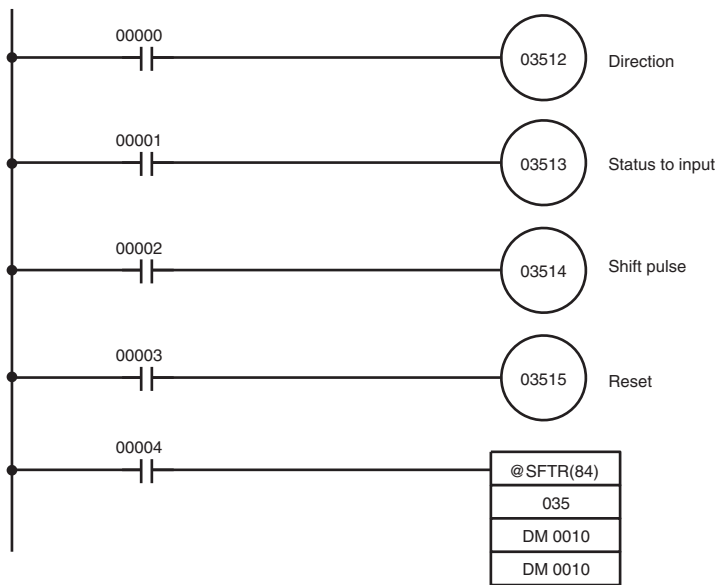 00000
03512
Direction
00001
03513
Status to input
00002
03514
Shift pulse
00003
03515
Reset
00004
@SFTR(84)
035
DM 0010
DM 0010